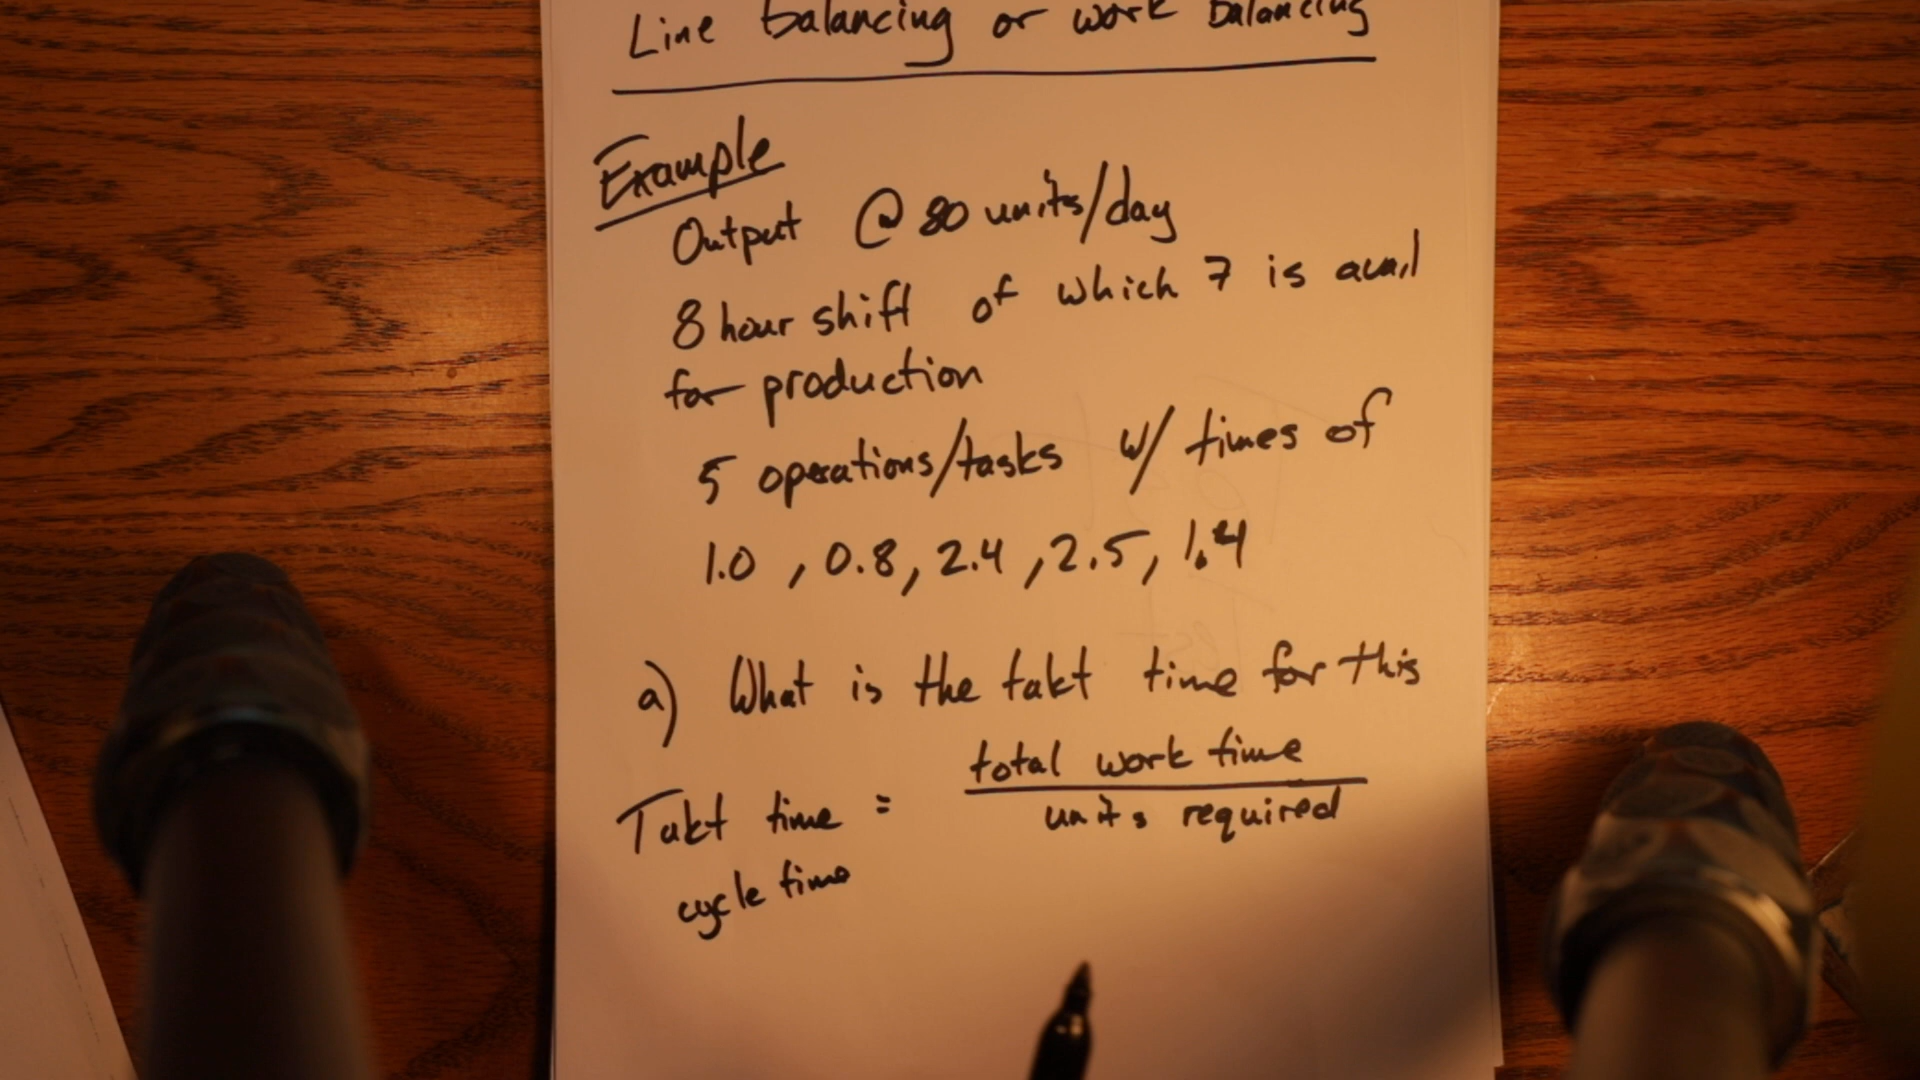 Line balancing or work balancing
Example
Output @ 80 units/day
8 hour shift of which 7 is avail
for production
5 operations/tasks w/ times of
1.0 , 0.8, 2.4 , 2.5, 1.4
a) What is the takt time for this
Takt time = total work time
units required
cycle time